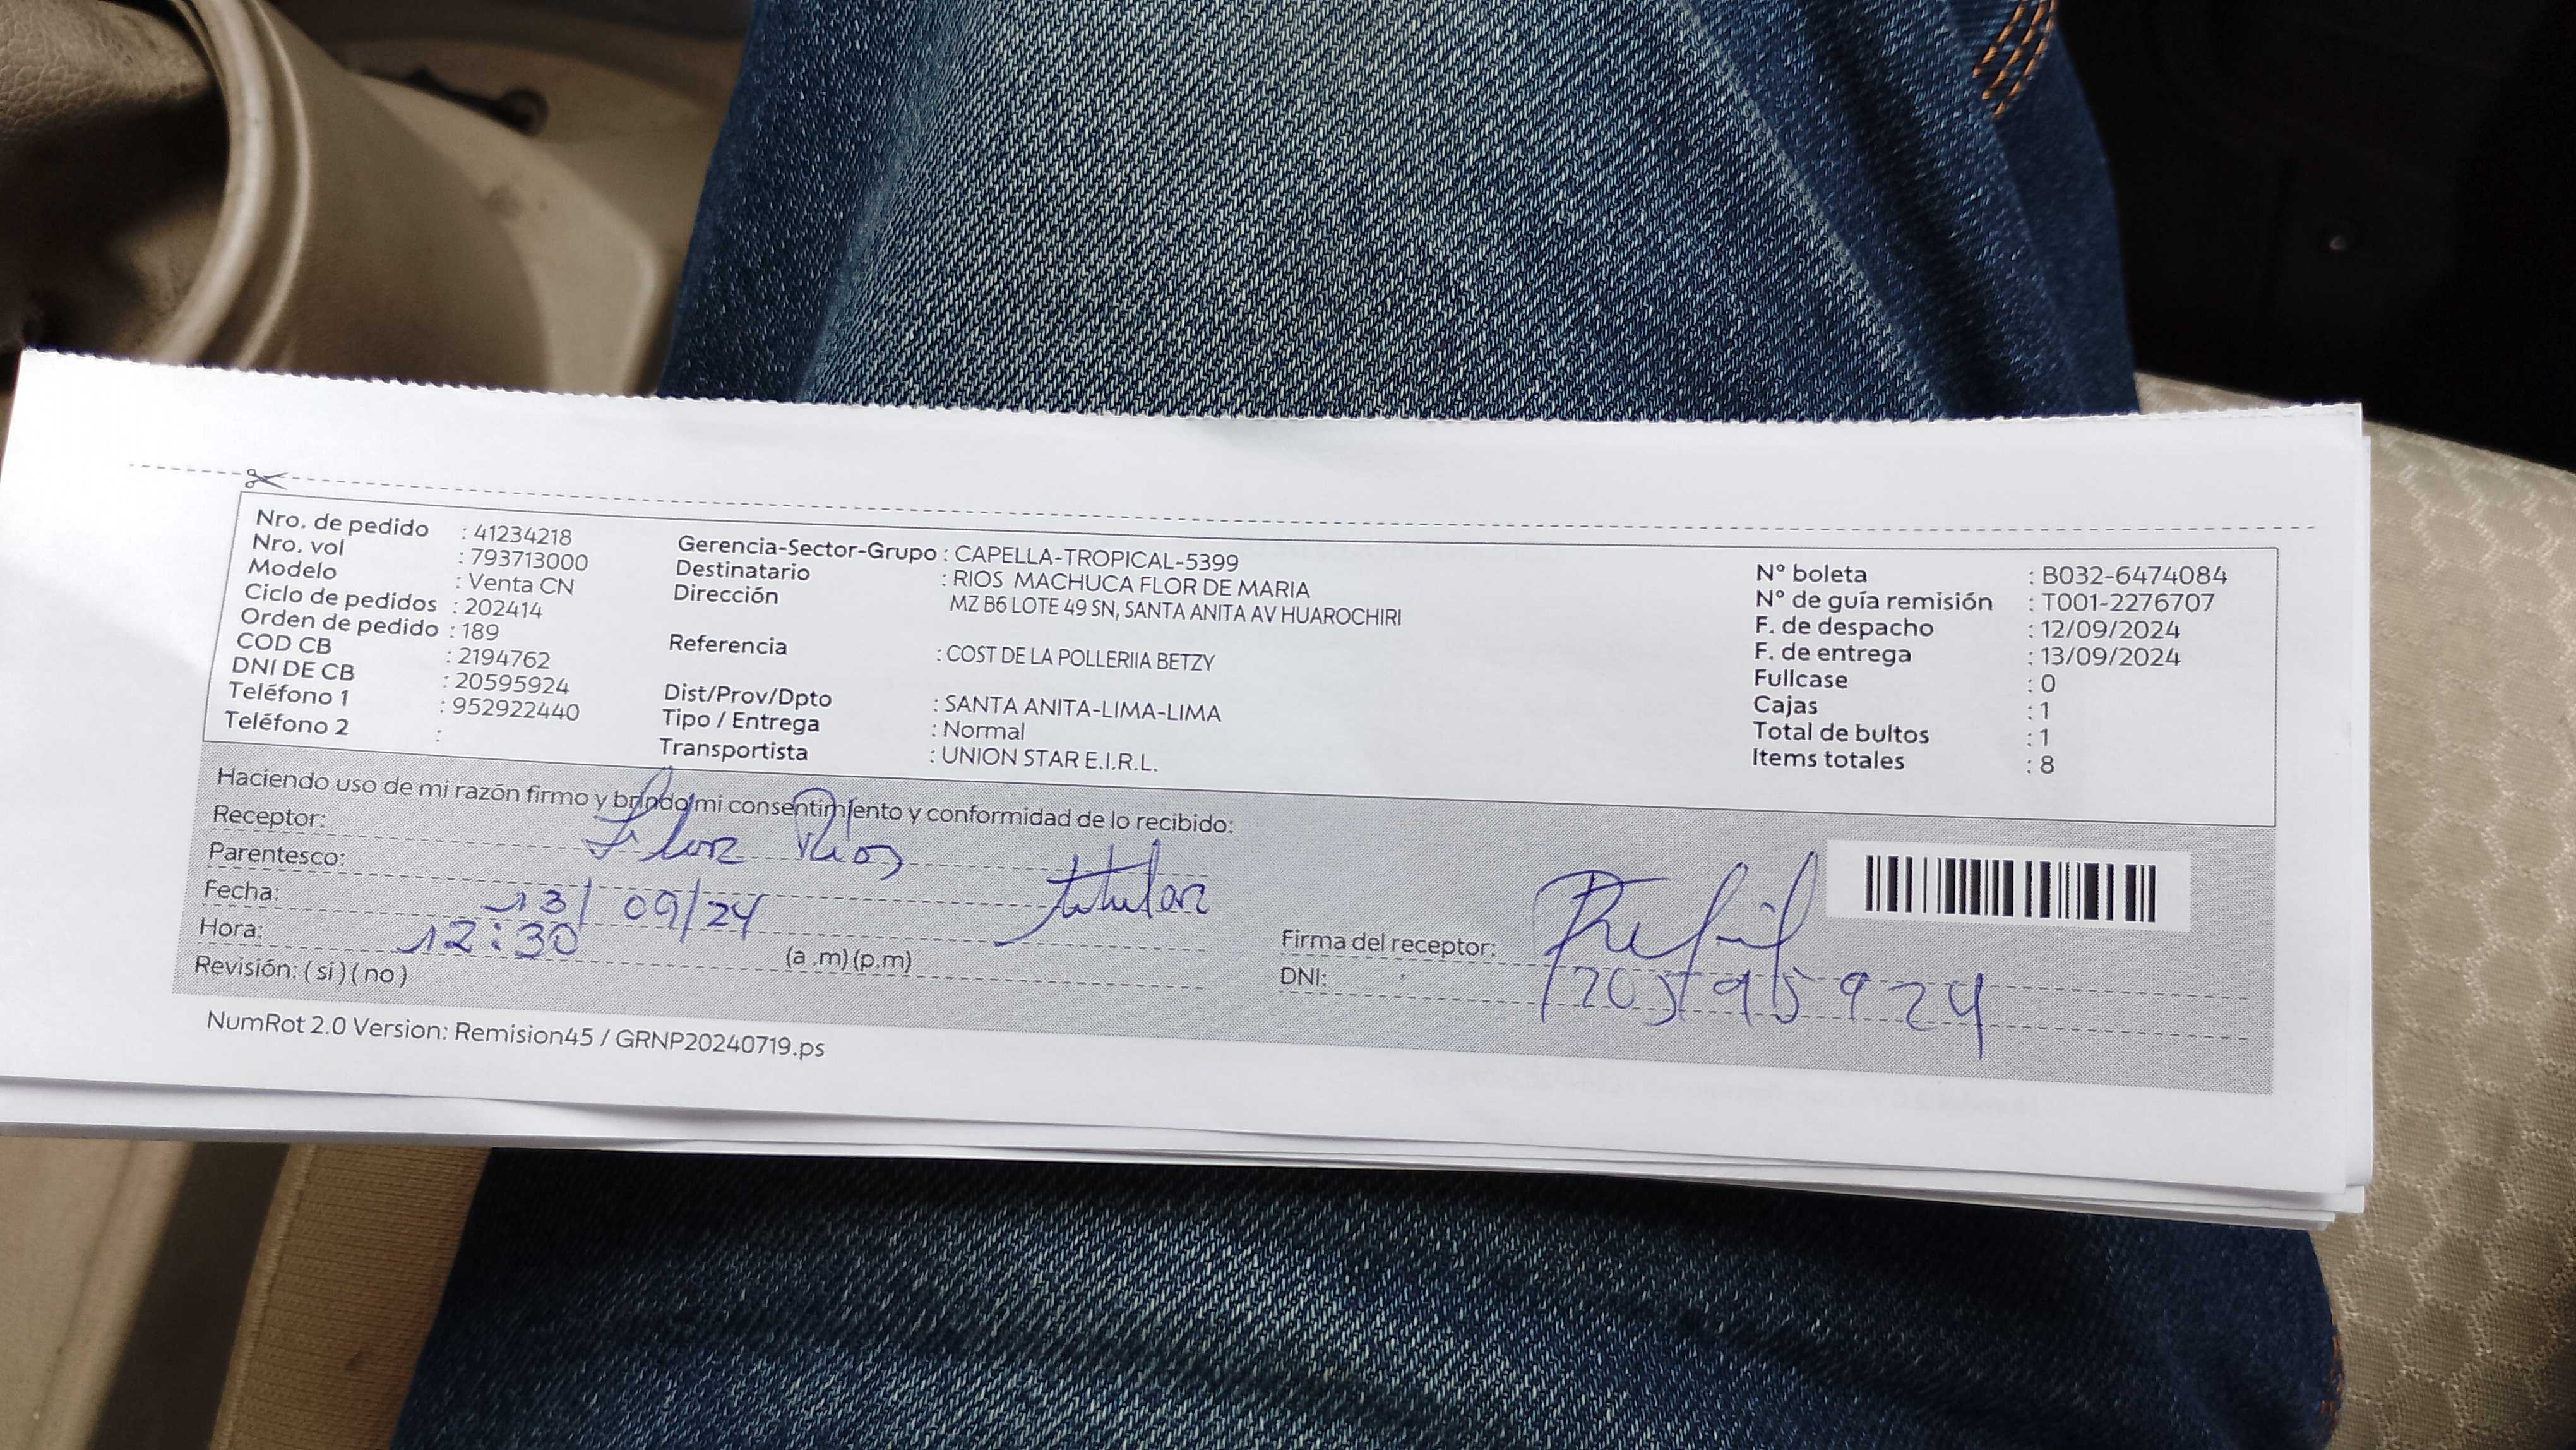 Nro. de pedido : 41234218
Nro. vol : 793713000
Modelo : Venta CN
Ciclo de pedidos : 202414
Orden de pedido : 189
COD CB : 2194762
DNI DE CB : 20595924
Teléfono 1 : 952922440
Teléfono 2 :
Gerencia-Sector-Grupo : CAPELLA-TROPICAL-5399
Destinatario : RIOS MACHUCA FLOR DE MARIA
Dirección MZ B6 LOTE 49 SN, SANTA ANITA AV HUAROCHIRI
Referencia : COST DE LA POLLERIIA BETZY
Dist/Prov/Dpto : SANTA ANITA-LIMA-LIMA
Tipo / Entrega : Normal
Transportista : UNION STAR E.I.R.L.
N° boleta : B032-6474084
N° de guía remisión : T001-2276707
F. de despacho : 12/09/2024
F. de entrega : 13/09/2024
Fullcase : 0
Cajas : 1
Total de bultos : 1
Items totales : 8
Haciendo uso de mi razón firmo y brindo mi consentimiento y conformidad de lo recibido:
Receptor: Flor Rios
Parentesco: titular
Fecha: 13/09/24
Hora: 12:30 (a .m) (p.m)
Revisión: ( si ) ( no )
Firma del receptor:
DNI: 20595924
NumRot 2.0 Version: Remision45 / GRNP20240719.ps